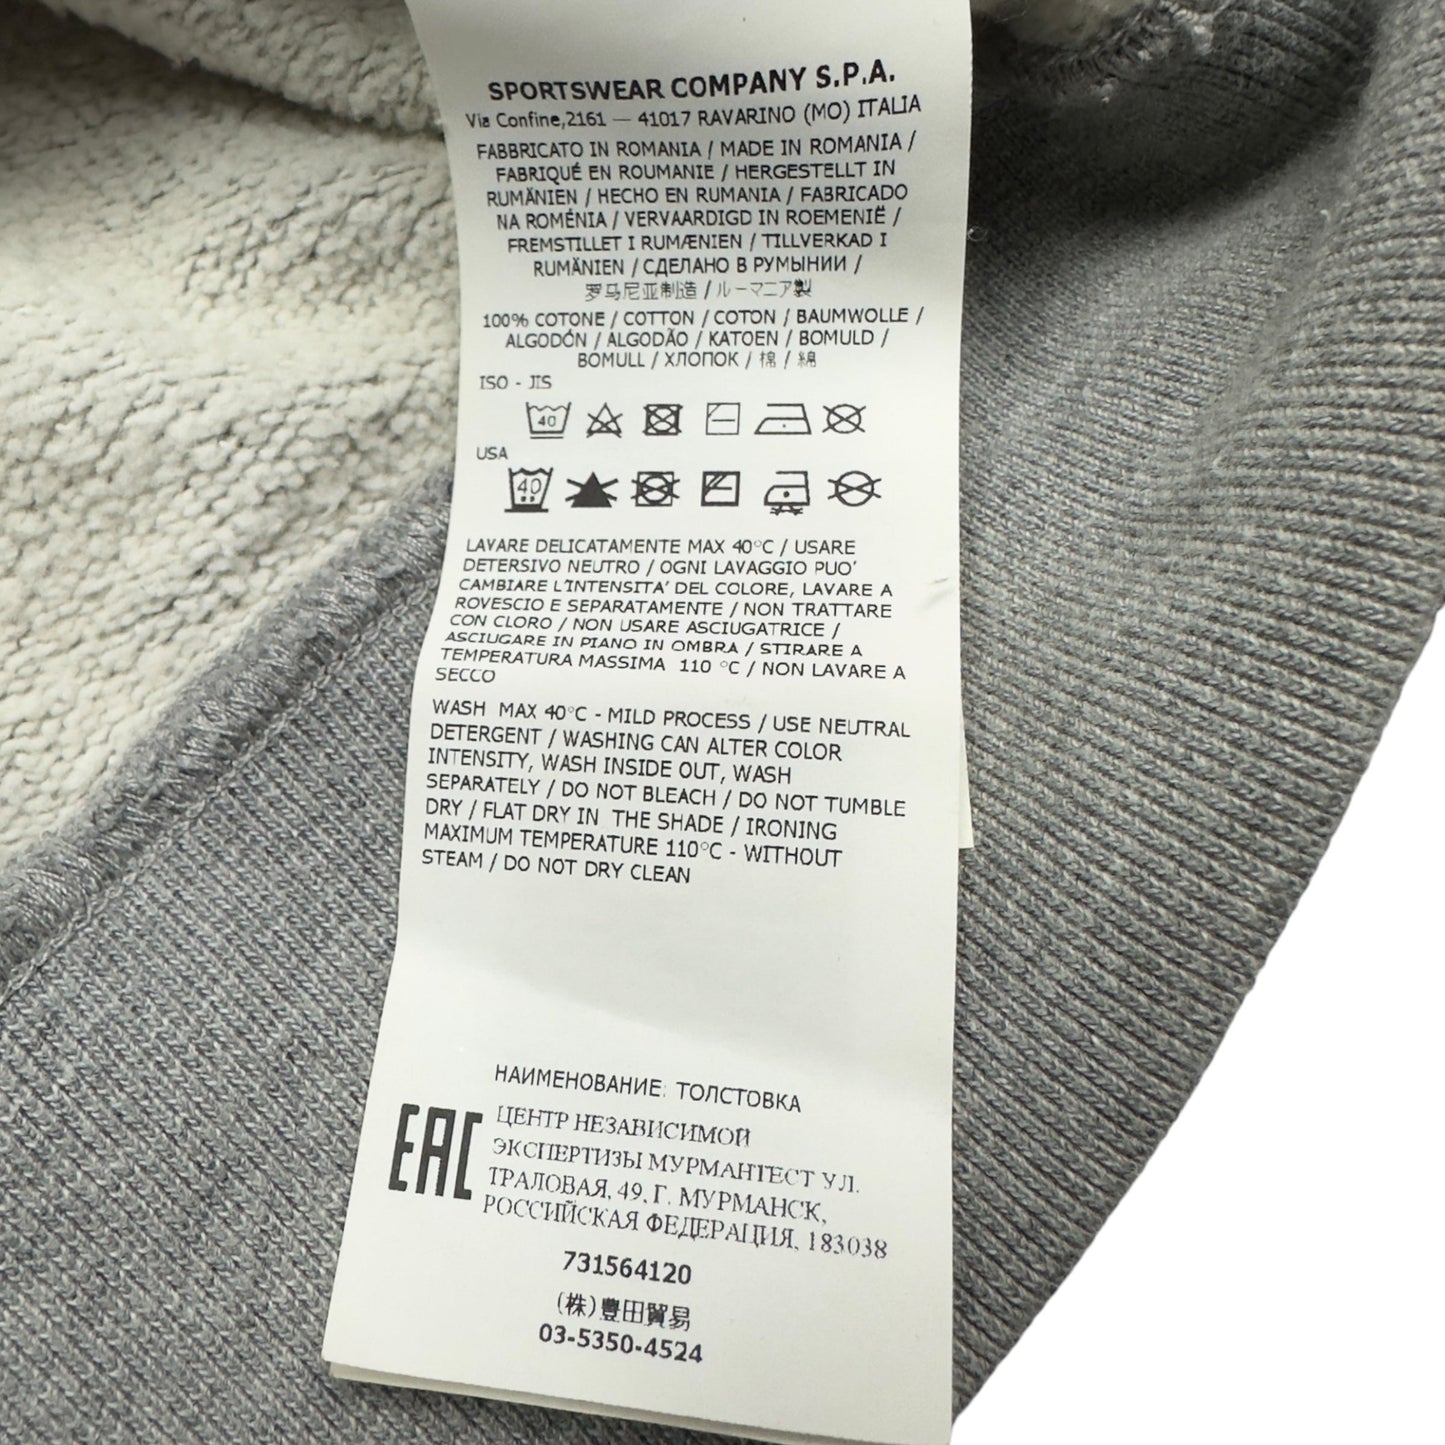 SPORTSWEAR COMPANY S.P.A.
Via Confine,2161 — 41017 RAVARINO (MO) ITALIA
FABBRICATO IN ROMANIA / MADE IN ROMANIA /
FABRIQUÉ EN ROUMANIE / HERGESTELLT IN
RUMÄNIEN / HECHO EN RUMANIA / FABRICADO
NA ROMÉNIA / VERVAARDIGD IN ROEMENIË /
FREMSTILLET I RUMÆNIEN / TILLVERKAD I
RUMÄNIEN / СДЕЛАНО В РУМЫНИИ /
罗马尼亚制造 / ルーマニア製
100% COTONE / COTTON / COTON / BAUMWOLLE /
ALGODÓN / ALGODÃO / KATOEN / BOMULD /
BOMULL / ХЛОПОК / 棉 / 綿
ISO - JIS
40
USA
40
LAVARE DELICATAMENTE MAX 40°C / USARE
DETERSIVO NEUTRO / OGNI LAVAGGIO PUO'
CAMBIARE L'INTENSITA' DEL COLORE, LAVARE A
ROVESCIO E SEPARATAMENTE / NON TRATTARE
CON CLORO / NON USARE ASCIUGATRICE /
ASCIUGARE IN PIANO IN OMBRA / STIRARE A
TEMPERATURA MASSIMA 110 °C / NON LAVARE A
SECCO
WASH MAX 40°C - MILD PROCESS / USE NEUTRAL
DETERGENT / WASHING CAN ALTER COLOR
INTENSITY, WASH INSIDE OUT, WASH
SEPARATELY / DO NOT BLEACH / DO NOT TUMBLE
DRY / FLAT DRY IN THE SHADE / IRONING
MAXIMUM TEMPERATURE 110°C - WITHOUT
STEAM / DO NOT DRY CLEAN
НАИМЕНОВАНИЕ: ТОЛСТОВКА
EAC
ЦЕНТР НЕЗАВИСИМОЙ
ЭКСПЕРТИЗЫ МУРМАНТЕСТ УЛ.
ТРАЛОВАЯ, 49, Г. МУРМАНСК,
РОССИЙСКАЯ ФЕДЕРАЦИЯ, 183038
731564120
(株)豊田貿易
03-5350-4524